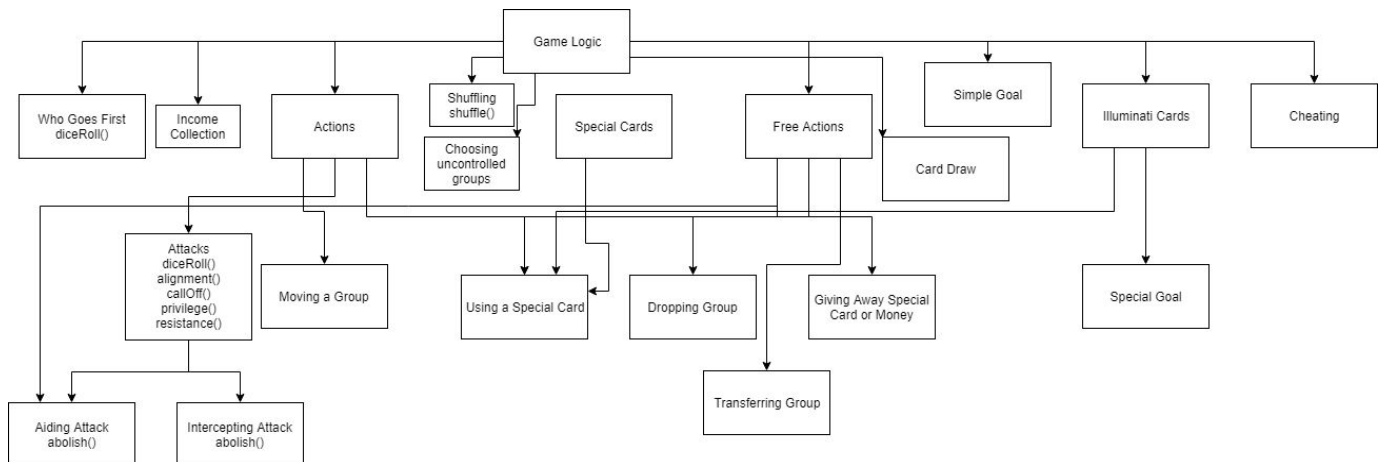 Game Logic
Who Goes First
diceRoll()
Income
Collection
Actions
Shuffling
shuffle()
Choosing
uncontrolled
groups
Special Cards
Free Actions
Card Draw
Simple Goal
Illuminati Cards
Cheating
Attacks
diceRoll()
alignment()
callOff()
privilege()
resistance()
Moving a Group
Using a Special Card
Dropping Group
Giving Away Special
Card or Money
Special Goal
Transferring Group
Aiding Attack
abolish()
Intercepting Attack
abolish()